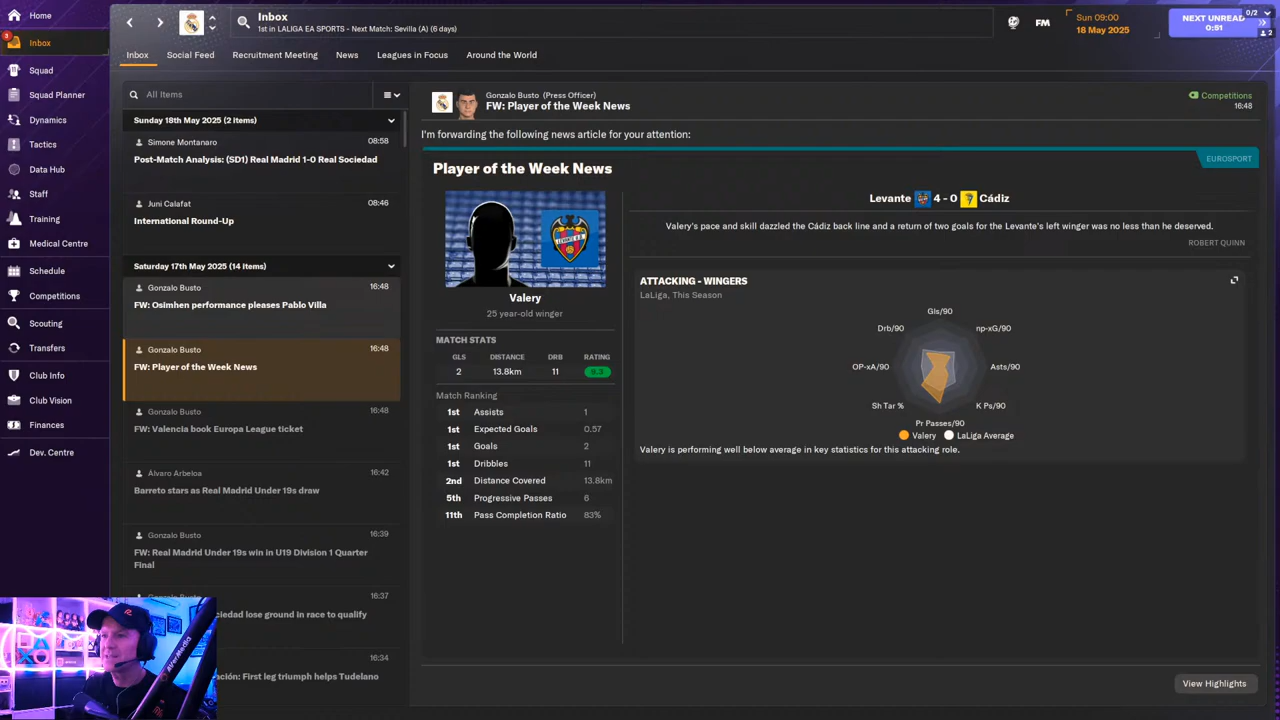 Home
3
Inbox
Squad
Squad Planner
Dynamics
Tactics
Data Hub
Staff
Training
Medical Centre
Schedule
Competitions
Scouting
Transfers
Club Info
Club Vision
Finances
Dev. Centre
Inbox
1st in LALIGA EA SPORTS - Next Match: Sevilla (A) (6 days)
FM
Sun 09:00
18 May 2025
NEXT UNREAD
0:51
0/2
2
Inbox
Social Feed
Recruitment Meeting
News
Leagues in Focus
Around the World
All Items
Sunday 18th May 2025 (2 items)
Simone Montanaro 08:58
Post-Match Analysis: (SD1) Real Madrid 1-0 Real Sociedad
Juni Calafat 08:46
International Round-Up
Saturday 17th May 2025 (14 items)
Gonzalo Busto 16:48
FW: Osimhen performance pleases Pablo Villa
Gonzalo Busto 16:48
FW: Player of the Week News
Gonzalo Busto 16:48
FW: Valencia book Europa League ticket
Álvaro Arbeloa 16:42
Barreto stars as Real Madrid Under 19s draw
Gonzalo Busto 16:39
FW: Real Madrid Under 19s win in U19 Division 1 Quarter
Final
Gonzalo Busto 16:37
ciedad lose ground in race to qualify
16:34
ación: First leg triumph helps Tudelano
AVerMedia
Gonzalo Busto (Press Officer)
FW: Player of the Week News
Competitions
16:48
I'm forwarding the following news article for your attention:
EUROSPORT
Player of the Week News
LEVANTE U.D.
Valery
25 year-old winger
MATCH STATS
GLS DISTANCE DRB RATING
2 13.8km 11 9.3
Match Ranking
1st Assists 1
1st Expected Goals 0.57
1st Goals 2
1st Dribbles 11
2nd Distance Covered 13.8km
5th Progressive Passes 6
11th Pass Completion Ratio 83%
Levante 4 - 0 Cádiz
Valery's pace and skill dazzled the Cádiz back line and a return of two goals for the Levante's left winger was no less than he deserved.
ROBERT QUINN
ATTACKING - WINGERS
LaLiga, This Season
Gls/90
Drb/90
np-xG/90
OP-xA/90
Asts/90
Sh Tar %
K Ps/90
Pr Passes/90
Valery
LaLiga Average
Valery is performing well below average in key statistics for this attacking role.
View Highlights